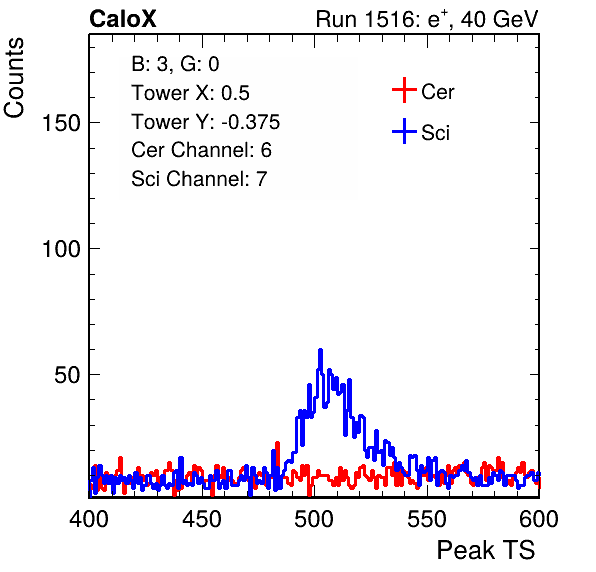 CaloX
Run 1516: e+, 40 GeV
Counts
B: 3, G: 0
Tower X: 0.5
Tower Y: -0.375
Cer Channel: 6
Sci Channel: 7
Cer
Sci
150
100
50
400 450 500 550 600
Peak TS